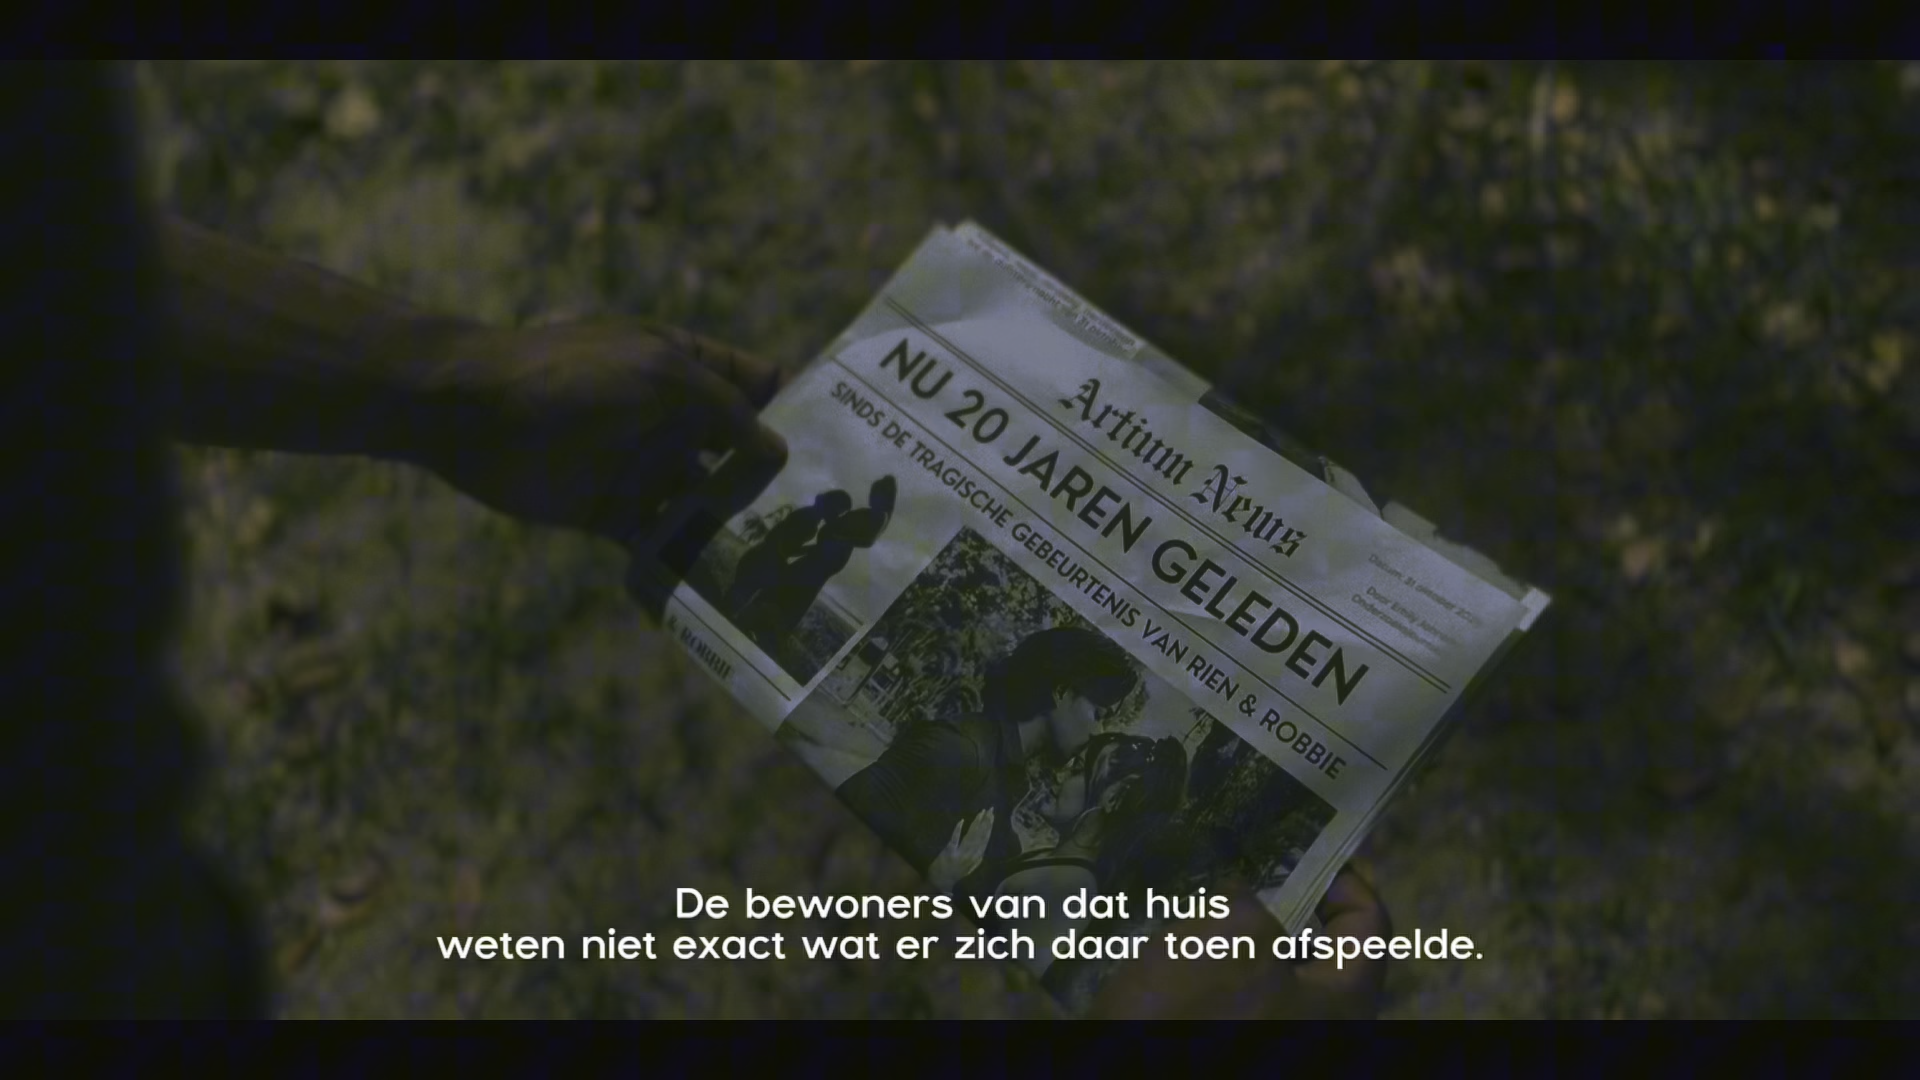 Artium News
NU 20 JAREN GELEDEN
SINDS DE TRAGISCHE GEBEURTENIS VAN RIEN & ROBBIE
& ROBBIE
De bewoners van dat huis
weten niet exact wat er zich daar toen afspeelde.